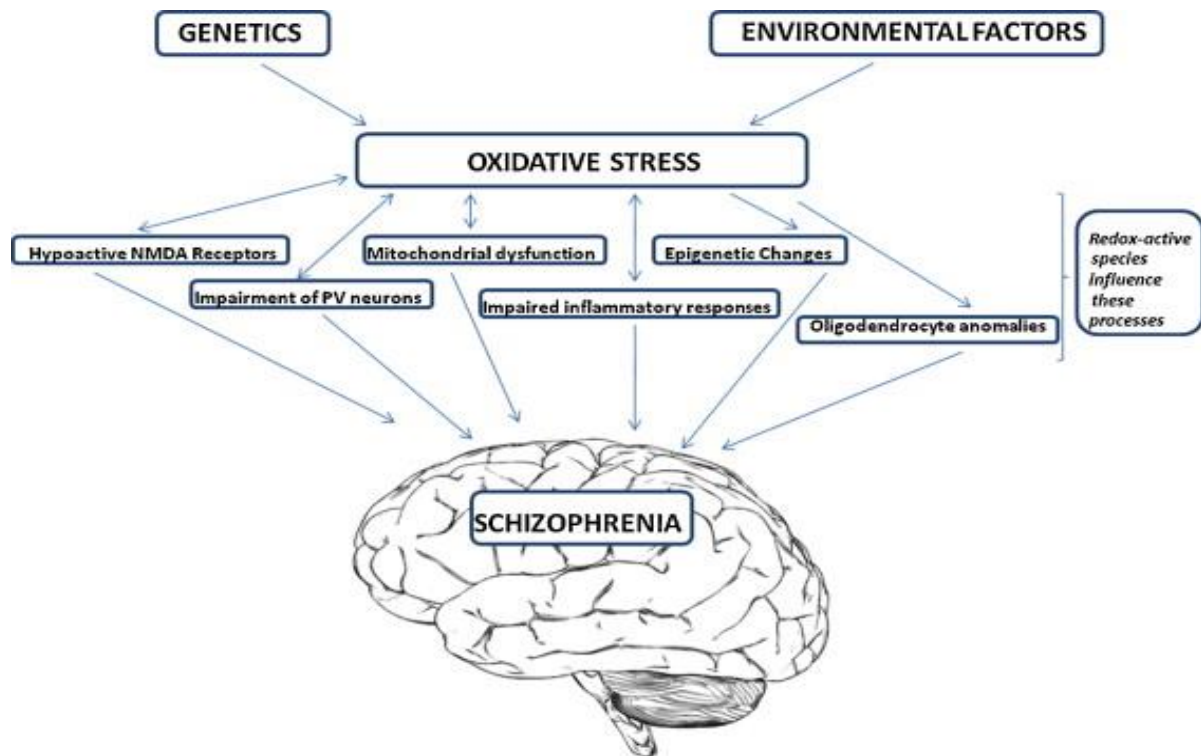 GENETICS
ENVIRONMENTAL FACTORS
OXIDATIVE STRESS
Hypoactive NMDA Receptors
Mitochondrial dysfunction
Epigenetic Changes
Impairment of PV neurons
Impaired inflammatory responses
Oligodendrocyte anomalies
Redox-active
species
influence
these
processes
SCHIZOPHRENIA